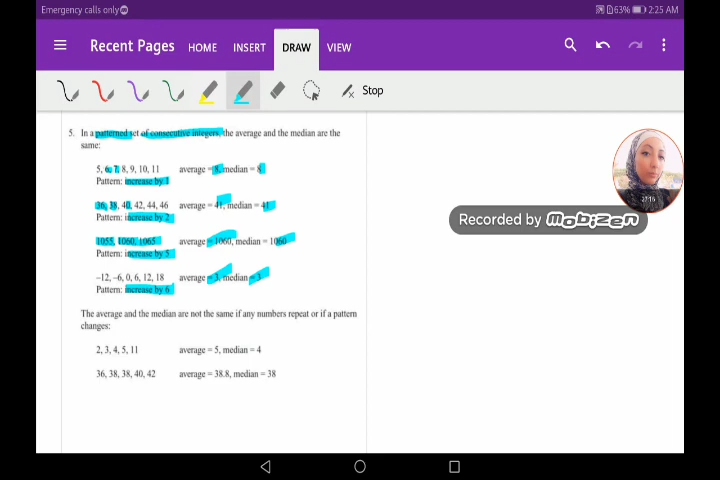 Emergency calls only 63% 2:25 AM
Recent Pages HOME INSERT DRAW VIEW
Stop
5. In a patterned set of consecutive integers, the average and the median are the
same:
5, 6, 7, 8, 9, 10, 11 average = 8, median = 8
Pattern: increase by 1
36, 38, 40, 42, 44, 46 average = 41, median = 41
Pattern: increase by 2
1055, 1060, 1065 average = 1060, median = 1060
Pattern: increase by 5
–12, –6, 0, 6, 12, 18 average = 3, median = 3
Pattern: increase by 6
The average and the median are not the same if any numbers repeat or if a pattern
changes:
2, 3, 4, 5, 11 average = 5, median = 4
36, 38, 38, 40, 42 average = 38.8, median = 38
27:16
Recorded by mobizen